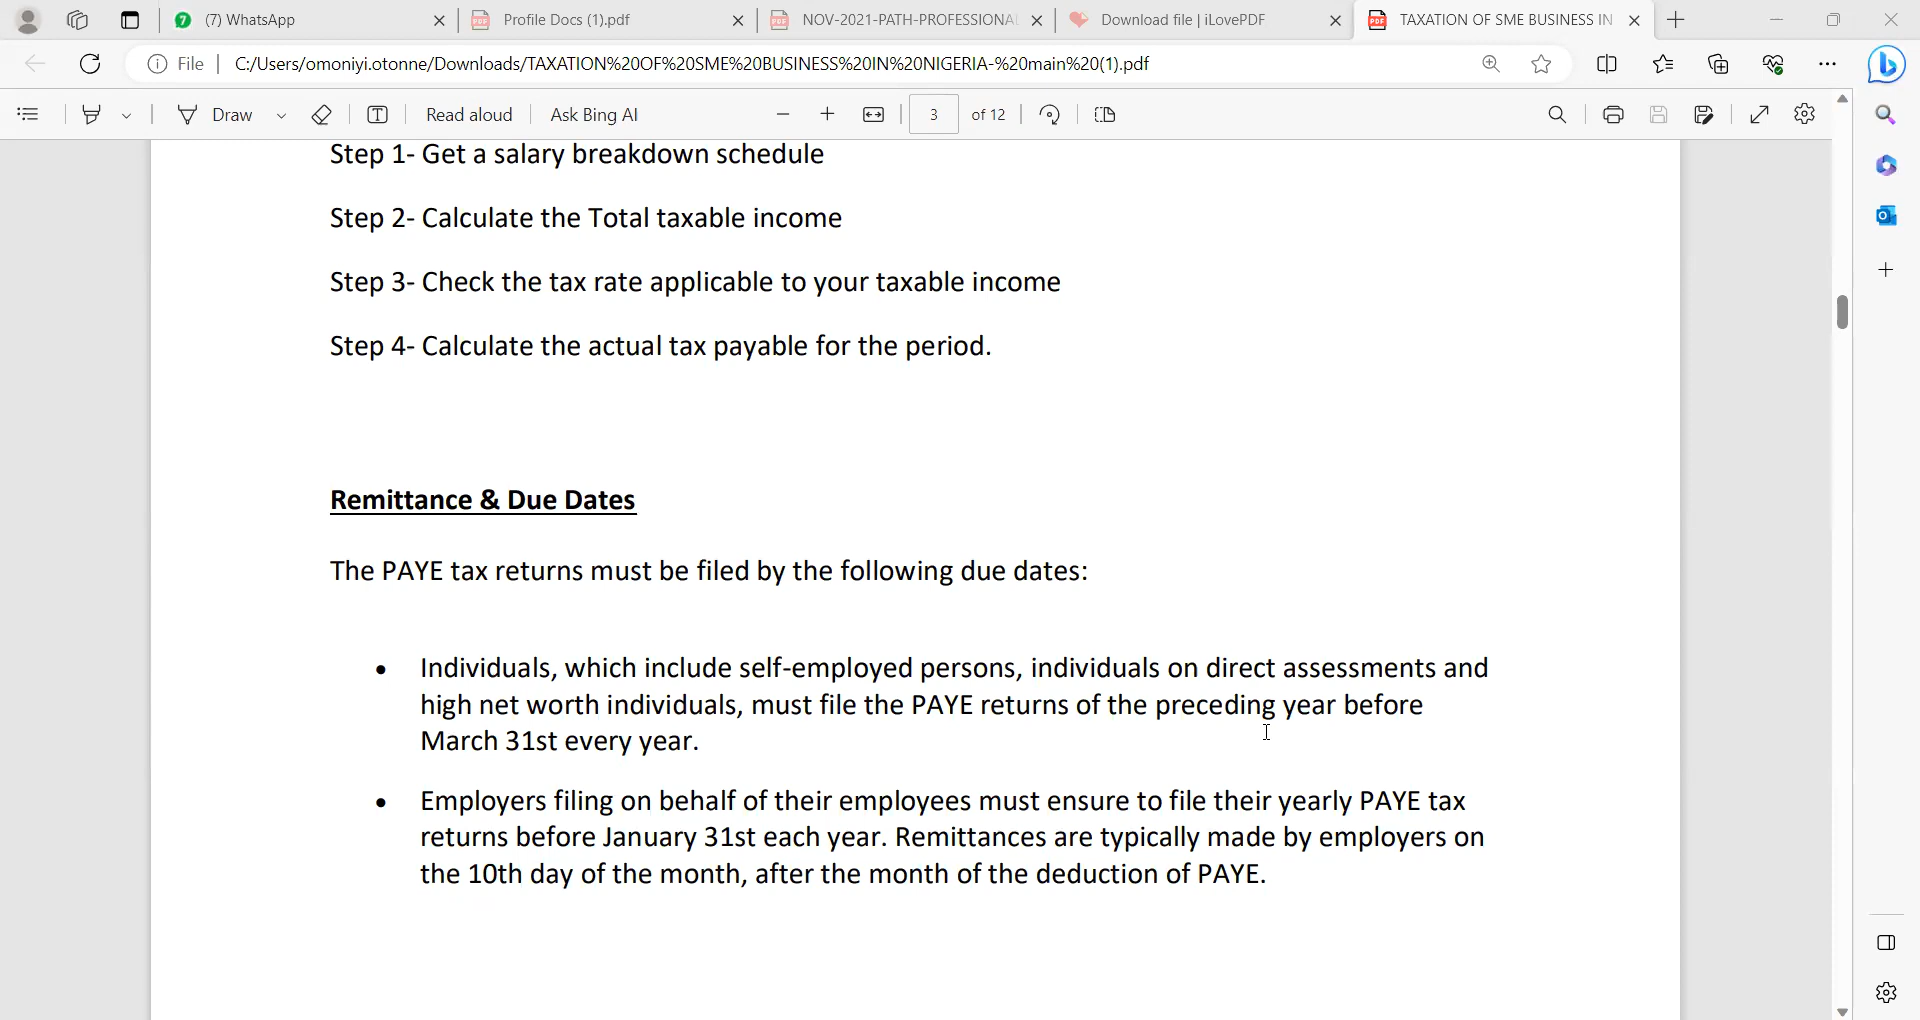 (7) WhatsApp
Profile Docs (1).pdf
NOV-2021-PATH-PROFESSIONAL
Download file | iLovePDF
TAXATION OF SME BUSINESS IN
File
C:/Users/omoniyi.otonne/Downloads/TAXATION%20OF%20SME%20BUSINESS%20IN%20NIGERIA-%20main%20(1).pdf
Draw
Read aloud
Ask Bing AI
3
of 12
Step 1- Get a salary breakdown schedule
Step 2- Calculate the Total taxable income
Step 3- Check the tax rate applicable to your taxable income
Step 4- Calculate the actual tax payable for the period.
Remittance & Due Dates
The PAYE tax returns must be filed by the following due dates:
• Individuals, which include self-employed persons, individuals on direct assessments and
high net worth individuals, must file the PAYE returns of the preceding year before
March 31st every year.
• Employers filing on behalf of their employees must ensure to file their yearly PAYE tax
returns before January 31st each year. Remittances are typically made by employers on
the 10th day of the month, after the month of the deduction of PAYE.